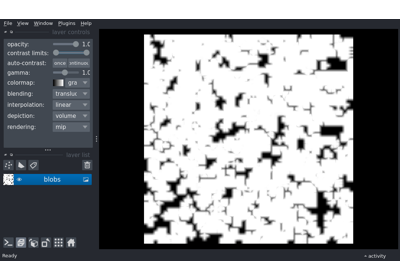 File View Window Plugins Help
layer controls
opacity: 1.0
contrast limits:
auto-contrast: once
gamma: 1.0
colormap: gra
blending: transluc
interpolation: linear
depiction: volume
rendering: mip
layer list
blobs
Ready
activity